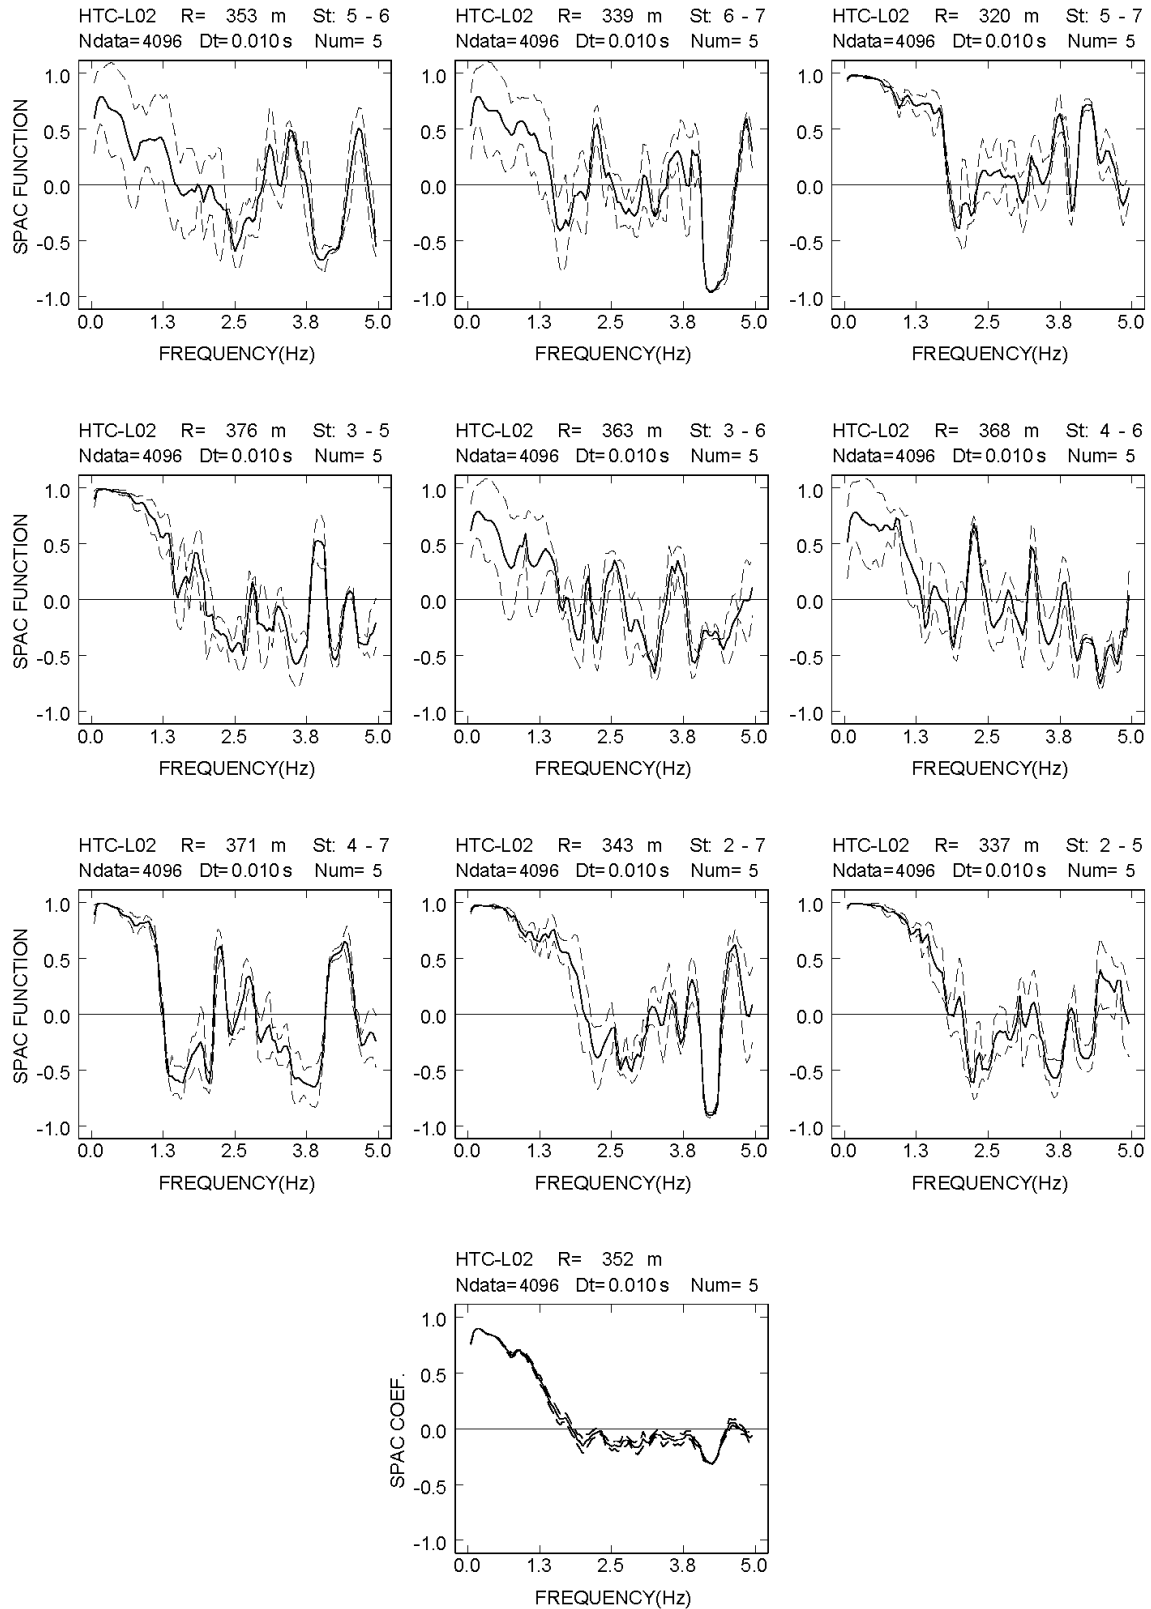 HTC-L02 R= 353 m St: 5 - 6
Ndata=4096 Dt=0.010 s Num= 5
HTC-L02 R= 339 m St: 6 - 7
Ndata=4096 Dt=0.010 s Num= 5
HTC-L02 R= 320 m St: 5 - 7
Ndata=4096 Dt=0.010 s Num= 5
SPAC FUNCTION
1.0
0.5
0.0
-0.5
-1.0
0.0 1.3 2.5 3.8 5.0
FREQUENCY(Hz)
1.0
0.5
0.0
-0.5
-1.0
0.0 1.3 2.5 3.8 5.0
FREQUENCY(Hz)
1.0
0.5
0.0
-0.5
-1.0
0.0 1.3 2.5 3.8 5.0
FREQUENCY(Hz)
HTC-L02 R= 376 m St: 3 - 5
Ndata=4096 Dt=0.010 s Num= 5
HTC-L02 R= 363 m St: 3 - 6
Ndata=4096 Dt=0.010 s Num= 5
HTC-L02 R= 368 m St: 4 - 6
Ndata=4096 Dt=0.010 s Num= 5
SPAC FUNCTION
1.0
0.5
0.0
-0.5
-1.0
0.0 1.3 2.5 3.8 5.0
FREQUENCY(Hz)
1.0
0.5
0.0
-0.5
-1.0
0.0 1.3 2.5 3.8 5.0
FREQUENCY(Hz)
1.0
0.5
0.0
-0.5
-1.0
0.0 1.3 2.5 3.8 5.0
FREQUENCY(Hz)
HTC-L02 R= 371 m St: 4 - 7
Ndata=4096 Dt=0.010 s Num= 5
HTC-L02 R= 343 m St: 2 - 7
Ndata=4096 Dt=0.010 s Num= 5
HTC-L02 R= 337 m St: 2 - 5
Ndata=4096 Dt=0.010 s Num= 5
SPAC FUNCTION
1.0
0.5
0.0
-0.5
-1.0
0.0 1.3 2.5 3.8 5.0
FREQUENCY(Hz)
1.0
0.5
0.0
-0.5
-1.0
0.0 1.3 2.5 3.8 5.0
FREQUENCY(Hz)
1.0
0.5
0.0
-0.5
-1.0
0.0 1.3 2.5 3.8 5.0
FREQUENCY(Hz)
HTC-L02 R= 352 m
Ndata=4096 Dt=0.010 s Num= 5
SPAC COEF.
1.0
0.5
0.0
-0.5
-1.0
0.0 1.3 2.5 3.8 5.0
FREQUENCY(Hz)